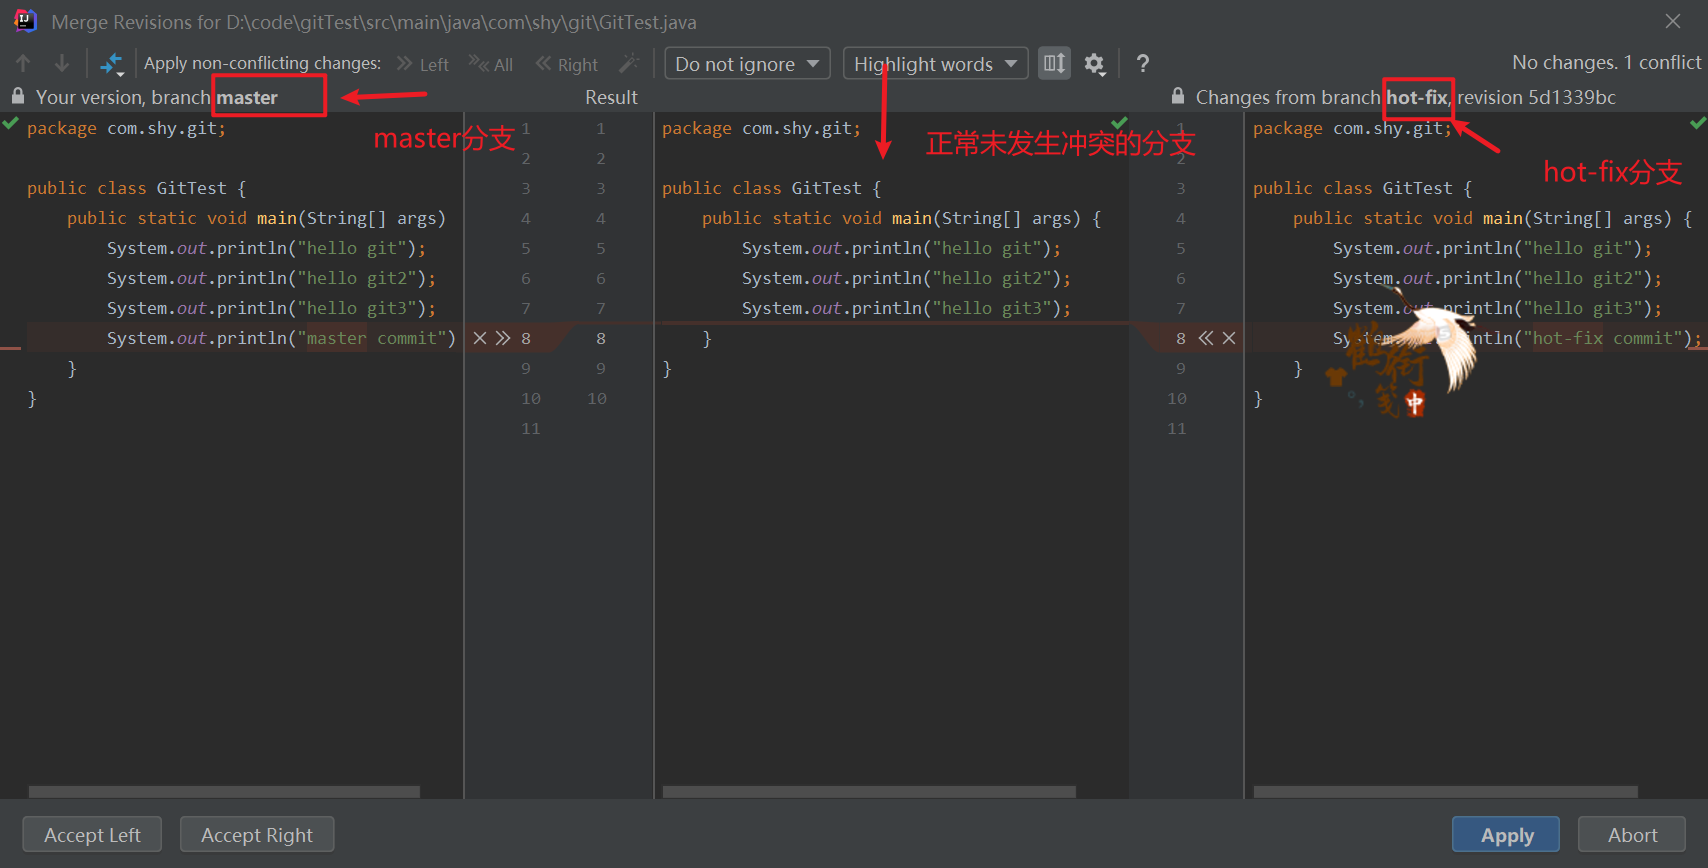 Merge Revisions for D:\code\gitTest\src\main\java\com\shy\git\GitTest.java
Apply non-conflicting changes: Left All Right Do not ignore Highlight words ? No changes. 1 conflict
Your version, branch master
Result
Changes from branch hot-fix, revision 5d1339bc
master分支
正常未发生冲突的分支
hot-fix分支
package com.shy.git;
public class GitTest {
public static void main(String[] args)
System.out.println("hello git");
System.out.println("hello git2");
System.out.println("hello git3");
System.out.println("master commit")
}
}
1 1
2 2
3 3
4 4
5 5
6 6
7 7
8 8
9 9
10 10
11
package com.shy.git;
public class GitTest {
public static void main(String[] args) {
System.out.println("hello git");
System.out.println("hello git2");
System.out.println("hello git3");
}
}
1
2
3
4
5
6
7
8
9
10
11
package com.shy.git;
public class GitTest {
public static void main(String[] args) {
System.out.println("hello git");
System.out.println("hello git2");
System.out.println("hello git3");
System.out.println("hot-fix commit");
}
}
中
Accept Left Accept Right Apply Abort